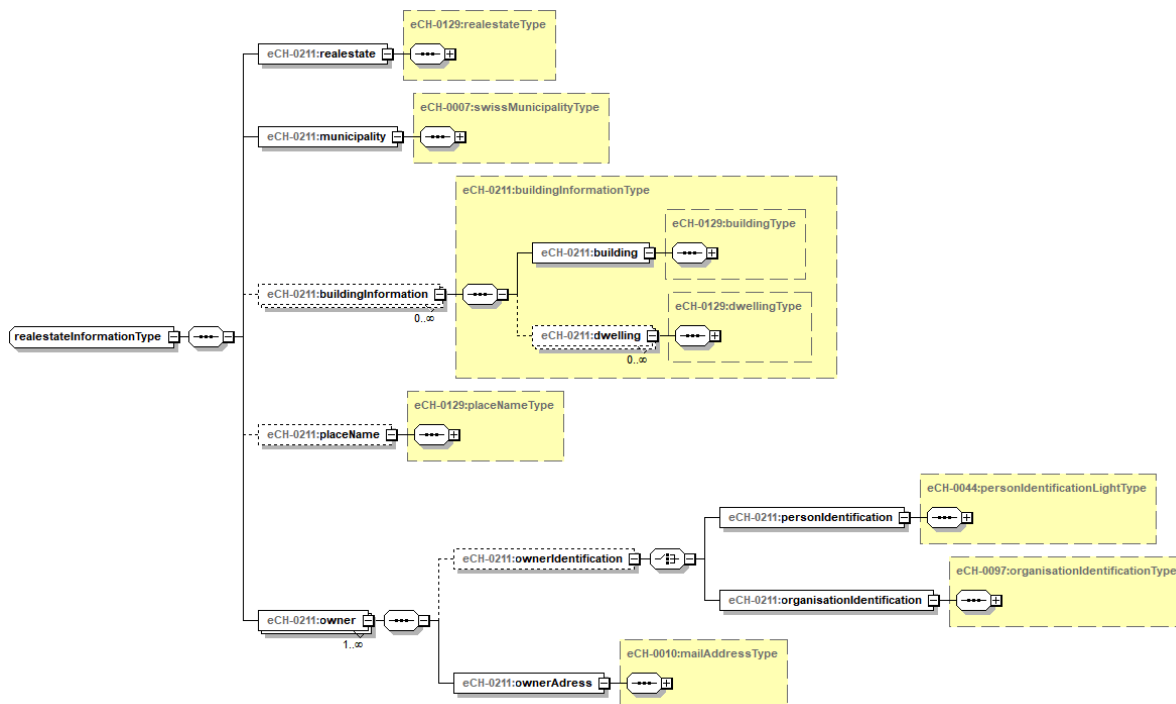 eCH-0129:realestateType
eCH-0211:realestate
eCH-0007:swissMunicipalityType
eCH-0211:municipality
eCH-0211:buildingInformationType
eCH-0129:buildingType
eCH-0211:building
eCH-0211:buildingInformation
0..∞
eCH-0129:dwellingType
eCH-0211:dwelling
0..∞
realestateInformationType
eCH-0129:placeNameType
eCH-0211:placeName
eCH-0044:personIdentificationLightType
eCH-0211:personIdentification
eCH-0211:ownerIdentification
eCH-0097:organisationIdentificationType
eCH-0211:organisationIdentification
eCH-0211:owner
1..∞
eCH-0010:mailAddressType
eCH-0211:ownerAdress